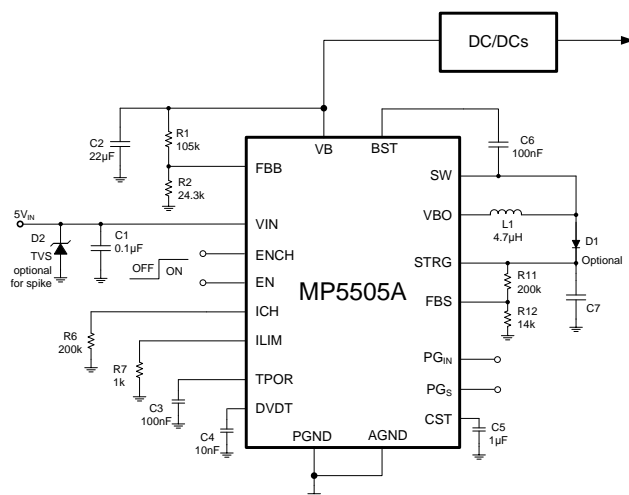 DC/DCs
C2
22µF
R1
105k
R2
24.3k
VB
BST
C6
100nF
FBB
SW
5VIN
VIN
VBO
L1
4.7µH
D2
TVS
optional
for spike
C1
0.1µF
ENCH
OFF
ON
EN
STRG
D1
Optional
R11
200k
MP5505A
ICH
FBS
R12
14k
C7
R6
200k
ILIM
R7
1k
PGIN
TPOR
PGS
C3
100nF
DVDT
CST
C4
10nF
C5
1µF
PGND
AGND